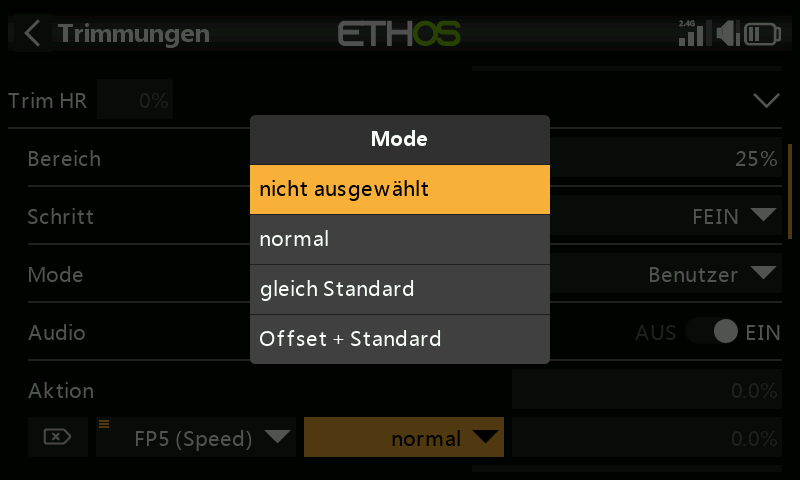 Trimmungen ETHOS 2.4G
Trim HR 0%
Mode
Bereich 25%
nicht ausgewählt
Schritt FEIN
normal
Mode Benutzer
gleich Standard
Audio AUS EIN
Offset + Standard
Aktion 0.0%
FP5 (Speed) normal 0.0%